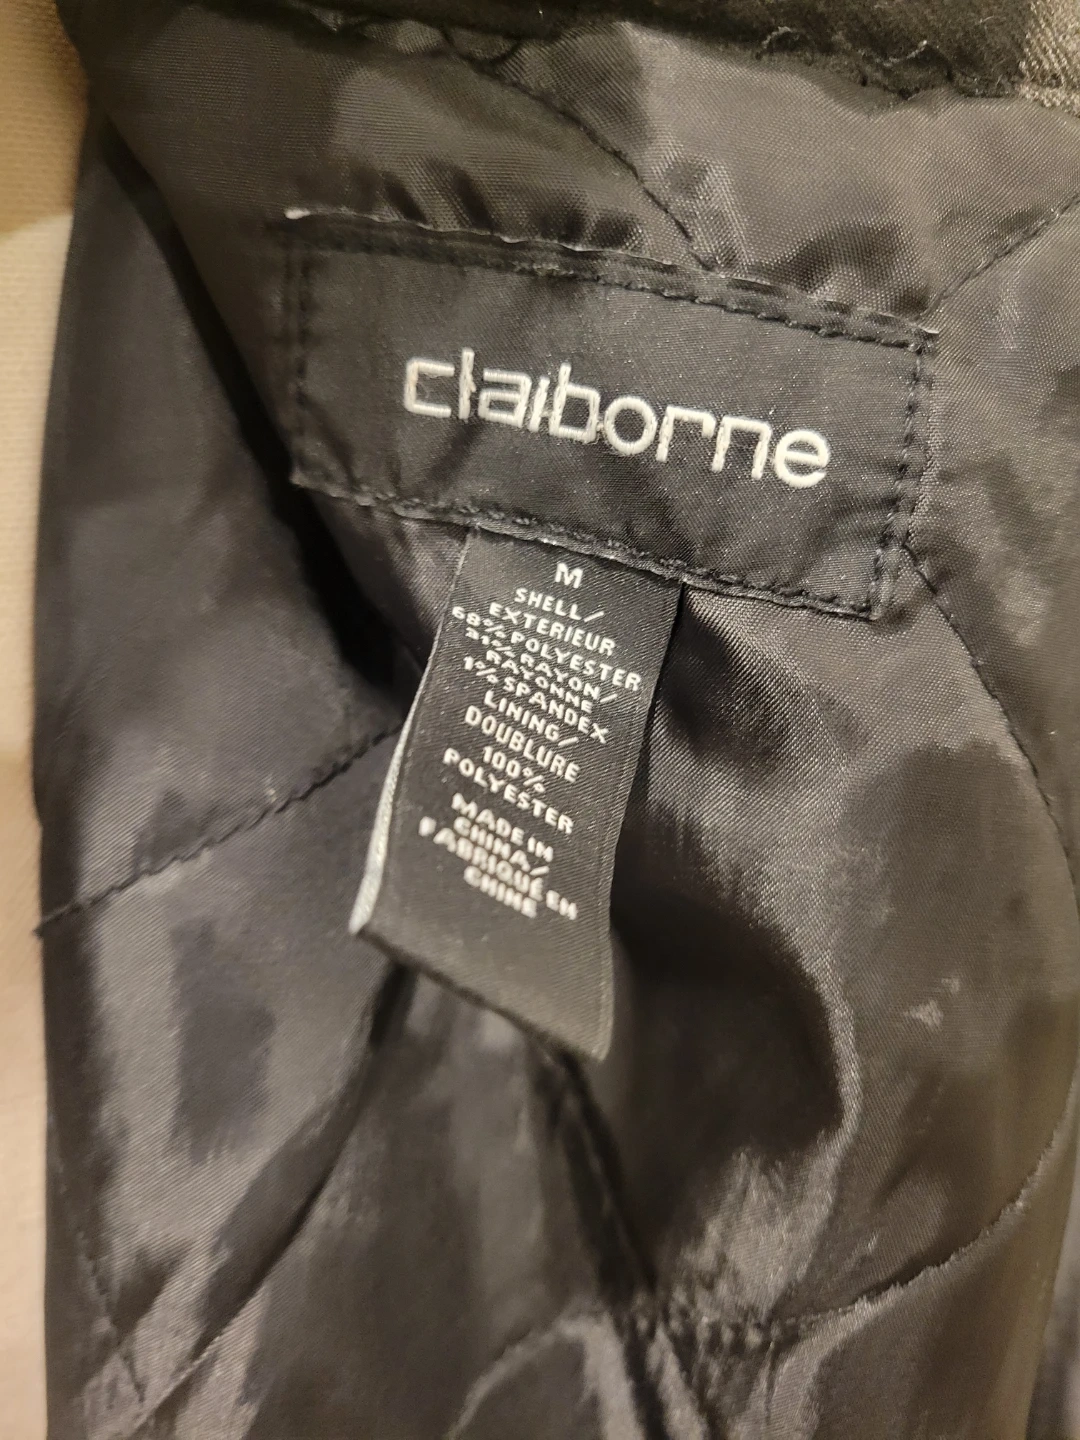 claiborne
M
SHELL/
EXTERIEUR
68% POLYESTER
31% RAYON/
RAYONNE
1% SPANDEX
LINING/
DOUBLURE
100%
POLYESTER
MADE IN
CHINA/
FABRIQUÉ EN
CHINE